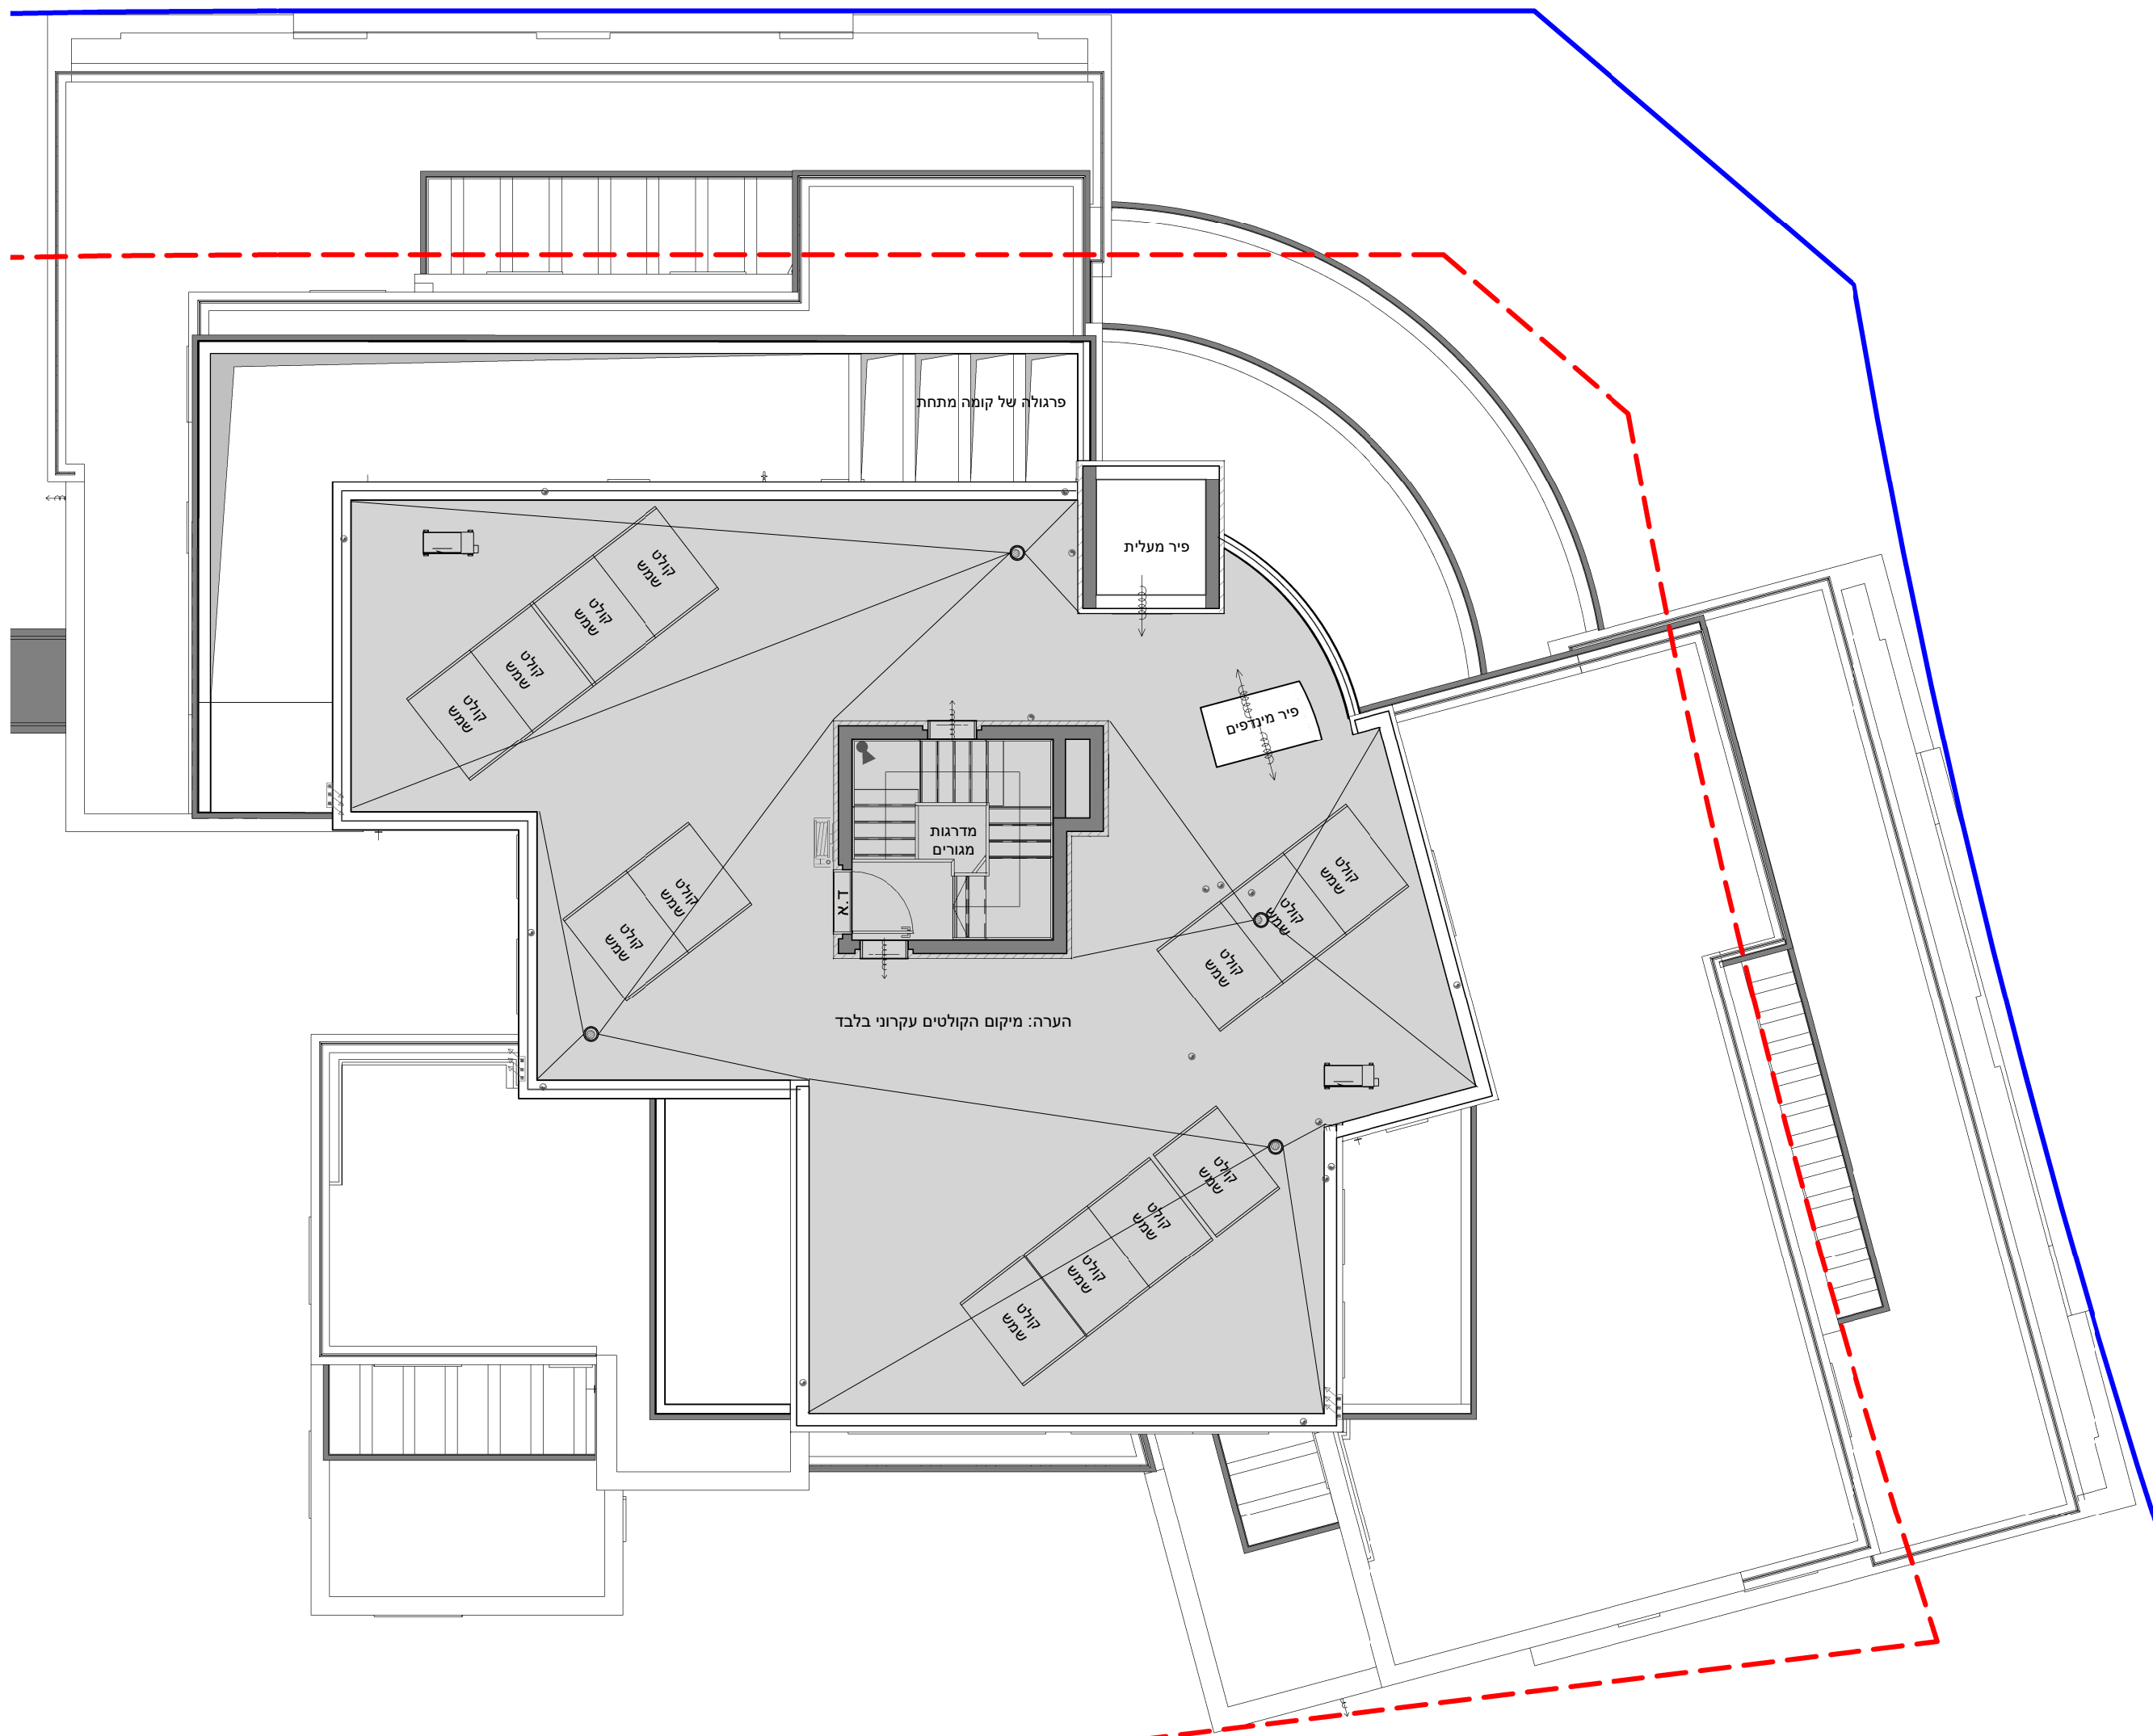 פרגולה של קומה מתחת
פיר מעלית
קולט
שמש
קולט
שמש
קולט
שמש
קולט
שמש
פיר מינדפים
מדרגות
מגורים
ד.א
קולט
שמש
קולט
שמש
קולט
שמש
קולט
שמש
קולט
שמש
הערה: מיקום הקולטים עקרוני בלבד
קולט
שמש
קולט
שמש
קולט
שמש
קולט
שמש